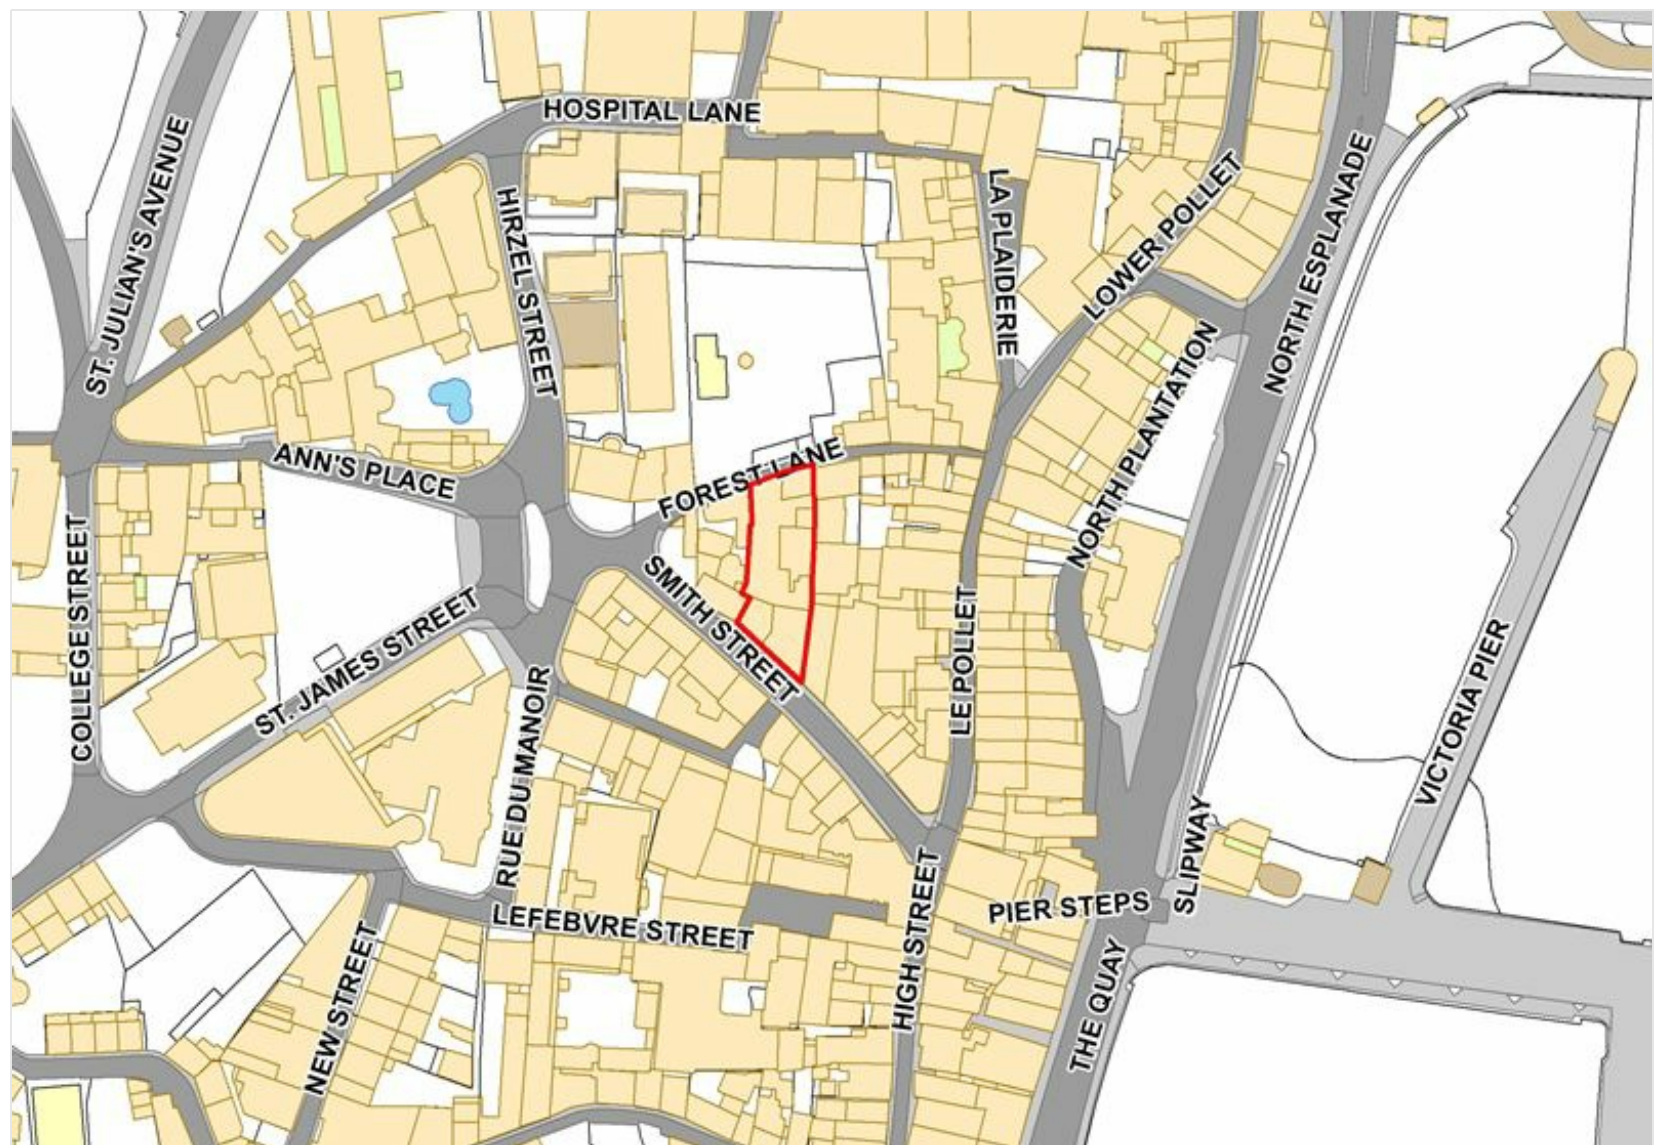 HOSPITAL LANE
ST. JULIAN'S AVENUE
HIRZEL STREET
LA PLAIDERIE
LOWER POLLET
NORTH ESPLANADE
ANN'S PLACE
FOREST LANE
NORTH PLANTATION
COLLEGE STREET
ST. JAMES STREET
SMITH STREET
LE POLLET
VICTORIA PIER
RUE DU MANOIR
SLIPWAY
LEFEBVRE STREET
HIGH STREET
PIER STEPS
NEW STREET
THE QUAY